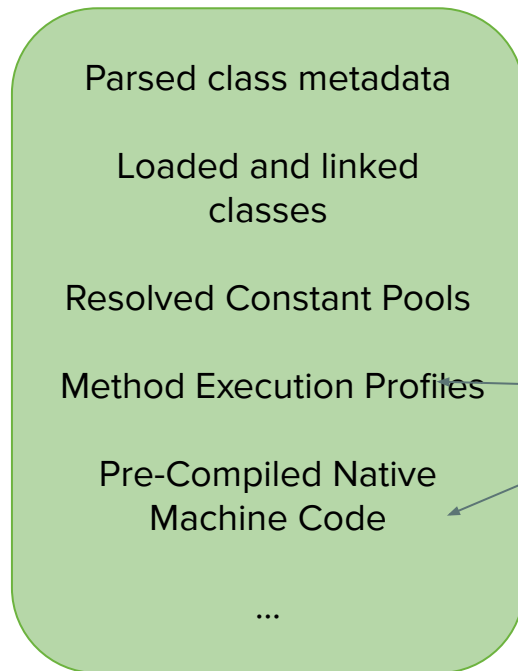 Parsed class metadata
Loaded and linked
classes
Resolved Constant Pools
Method Execution Profiles
Pre-Compiled Native
Machine Code
...